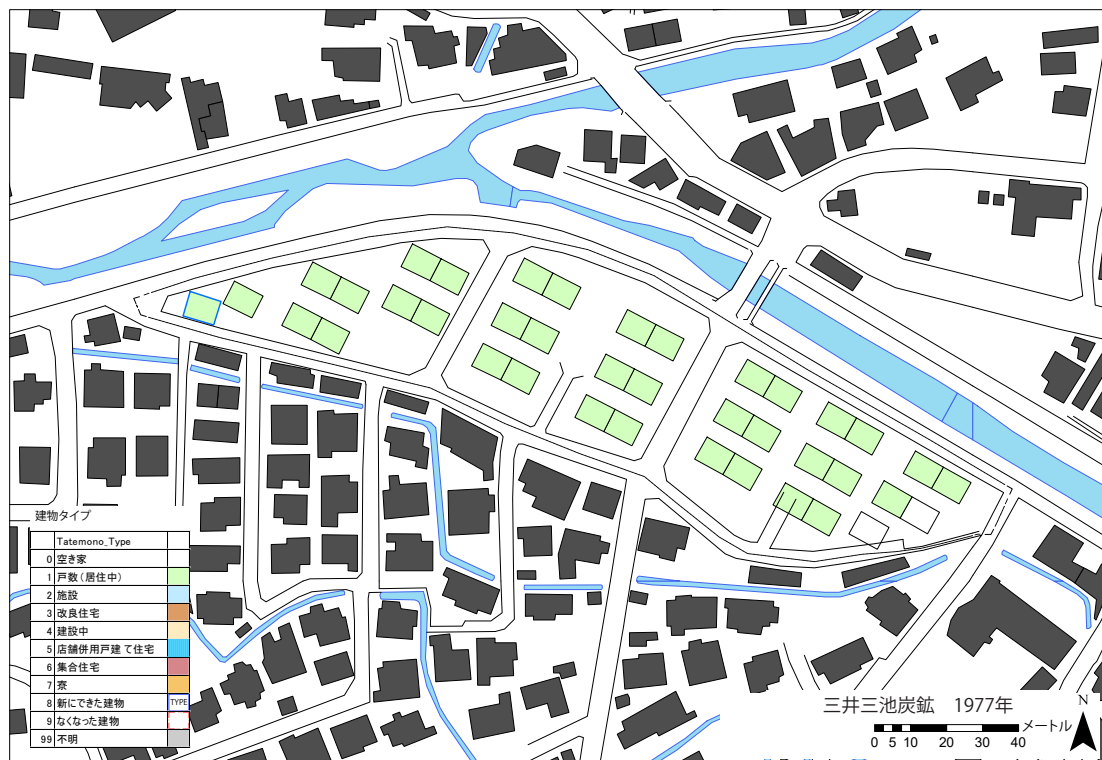 建物タイプ
Tatemono_Type
0 空き家
1 戸数(居住中)
2 施設
3 改良住宅
4 建設中
5 店舗併用戸建て住宅
6 集合住宅
7 寮
8 新にできた建物 TYPE
9 なくなった建物
99 不明
三井三池炭鉱 1977年
N
メートル
0 5 10 20 30 40